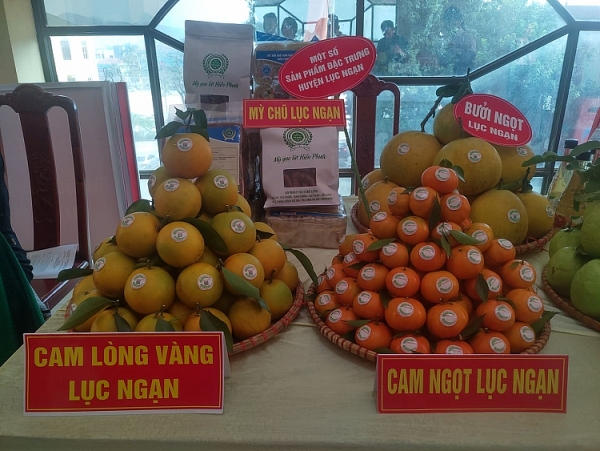 MỘT SỐ
SẢN PHẨM ĐẶC TRƯNG
HUYỆN LỤC NGẠN
MỲ CHŨ LỤC NGẠN
BƯỞI NGỌT
LỤC NGẠN
CAM LÒNG VÀNG
LỤC NGẠN
CAM NGỌT LỤC NGẠN